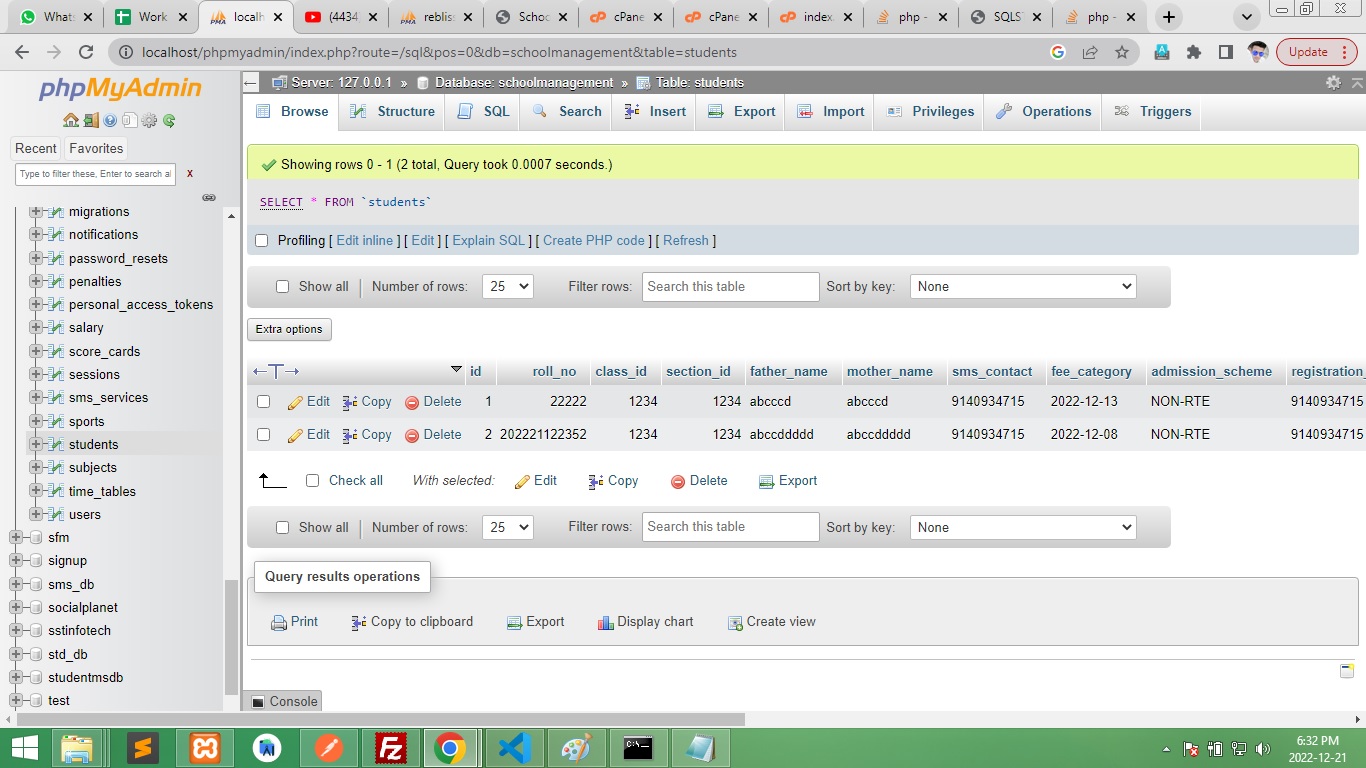 Whats
Work
localh
(4434
rebliss
Schoo
cPane
cPane
index.
php -
SQLS
php -
localhost/phpmyadmin/index.php?route=/sql&pos=0&db=schoolmanagement&table=students
Update
phpMyAdmin
Recent Favorites
Type to filter these, Enter to search al
x
migrations
notifications
password_resets
penalties
personal_access_tokens
salary
score_cards
sessions
sms_services
sports
students
subjects
time_tables
users
sfm
signup
sms_db
socialplanet
sstinfotech
std_db
studentmsdb
test
Server: 127.0.0.1 » Database: schoolmanagement » Table: students
Browse Structure SQL Search Insert Export Import Privileges Operations Triggers
Showing rows 0 - 1 (2 total, Query took 0.0007 seconds.)
SELECT * FROM `students`
Profiling [ Edit inline ] [ Edit ] [ Explain SQL ] [ Create PHP code ] [ Refresh ]
Show all | Number of rows: 25 Filter rows: Search this table Sort by key: None
Extra options
←T→ id roll_no class_id section_id father_name mother_name sms_contact fee_category admission_scheme registration_
Edit Copy Delete 1 22222 1234 1234 abcccd abcccd 9140934715 2022-12-13 NON-RTE 9140934715
Edit Copy Delete 2 202221122352 1234 1234 abccddddd abccddddd 9140934715 2022-12-08 NON-RTE 9140934715
Check all With selected: Edit Copy Delete Export
Show all | Number of rows: 25 Filter rows: Search this table Sort by key: None
Query results operations
Print Copy to clipboard Export Display chart Create view
Console
6:32 PM
2022-12-21